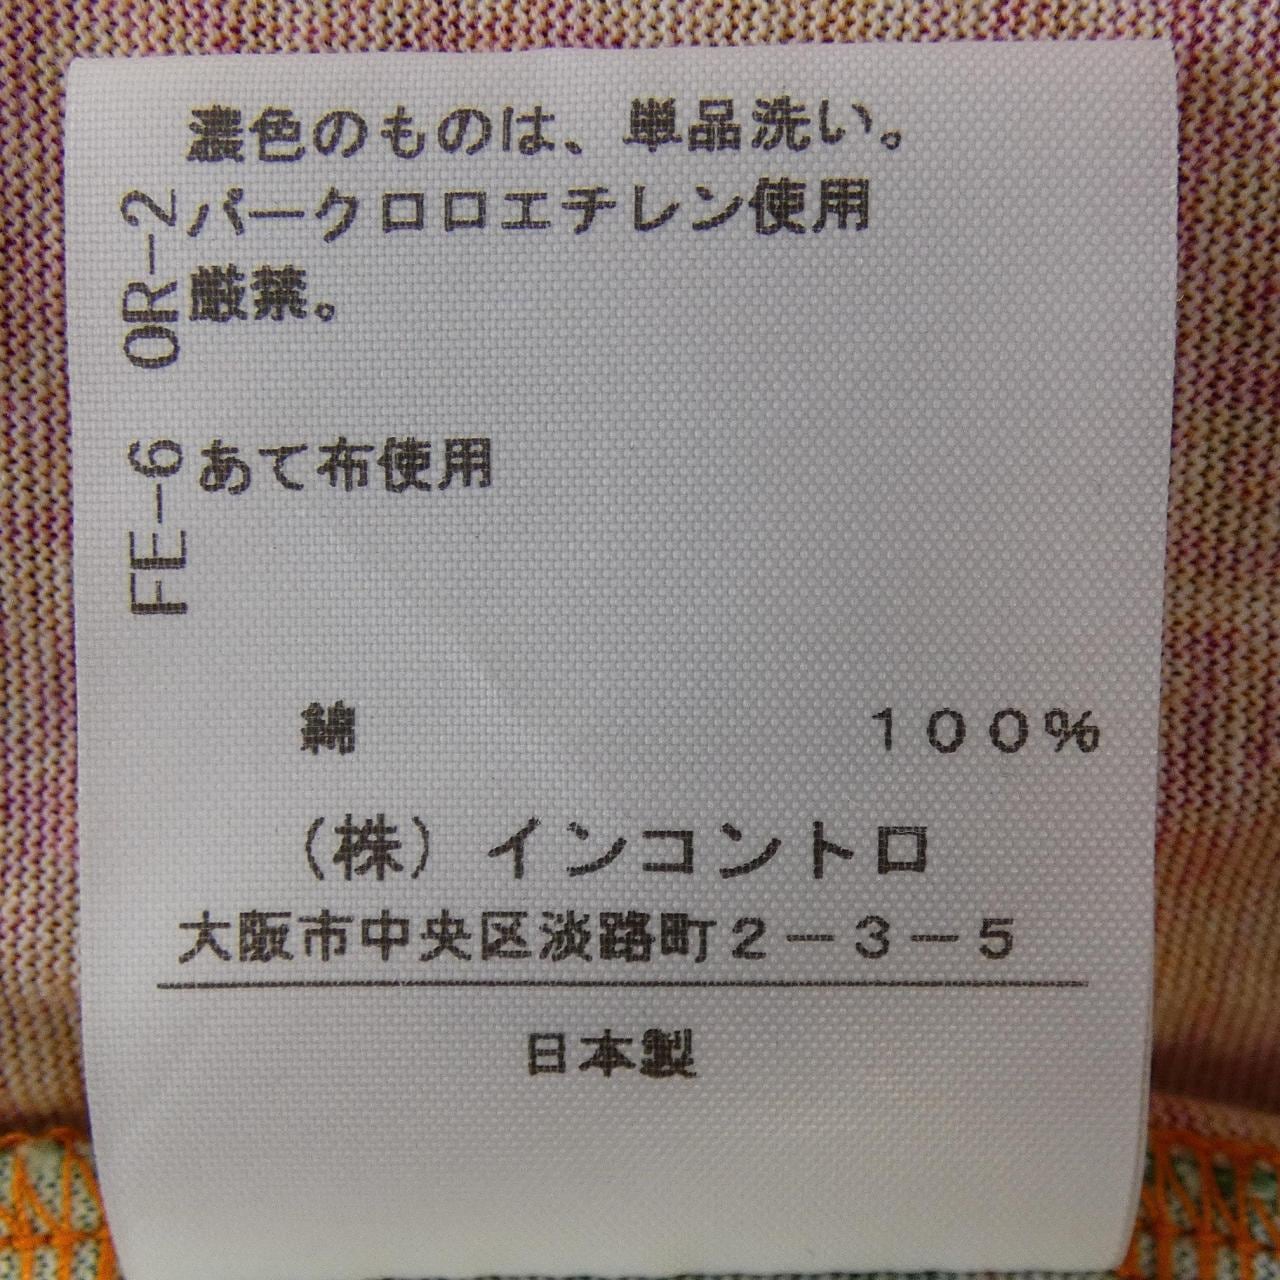 濃色のものは、単品洗い。
OR-2 パークロロエチレン使用
厳禁。
FE-6 あて布使用
綿 100%
(株)インコントロ
大阪市中央区淡路町2-3-5
日本製